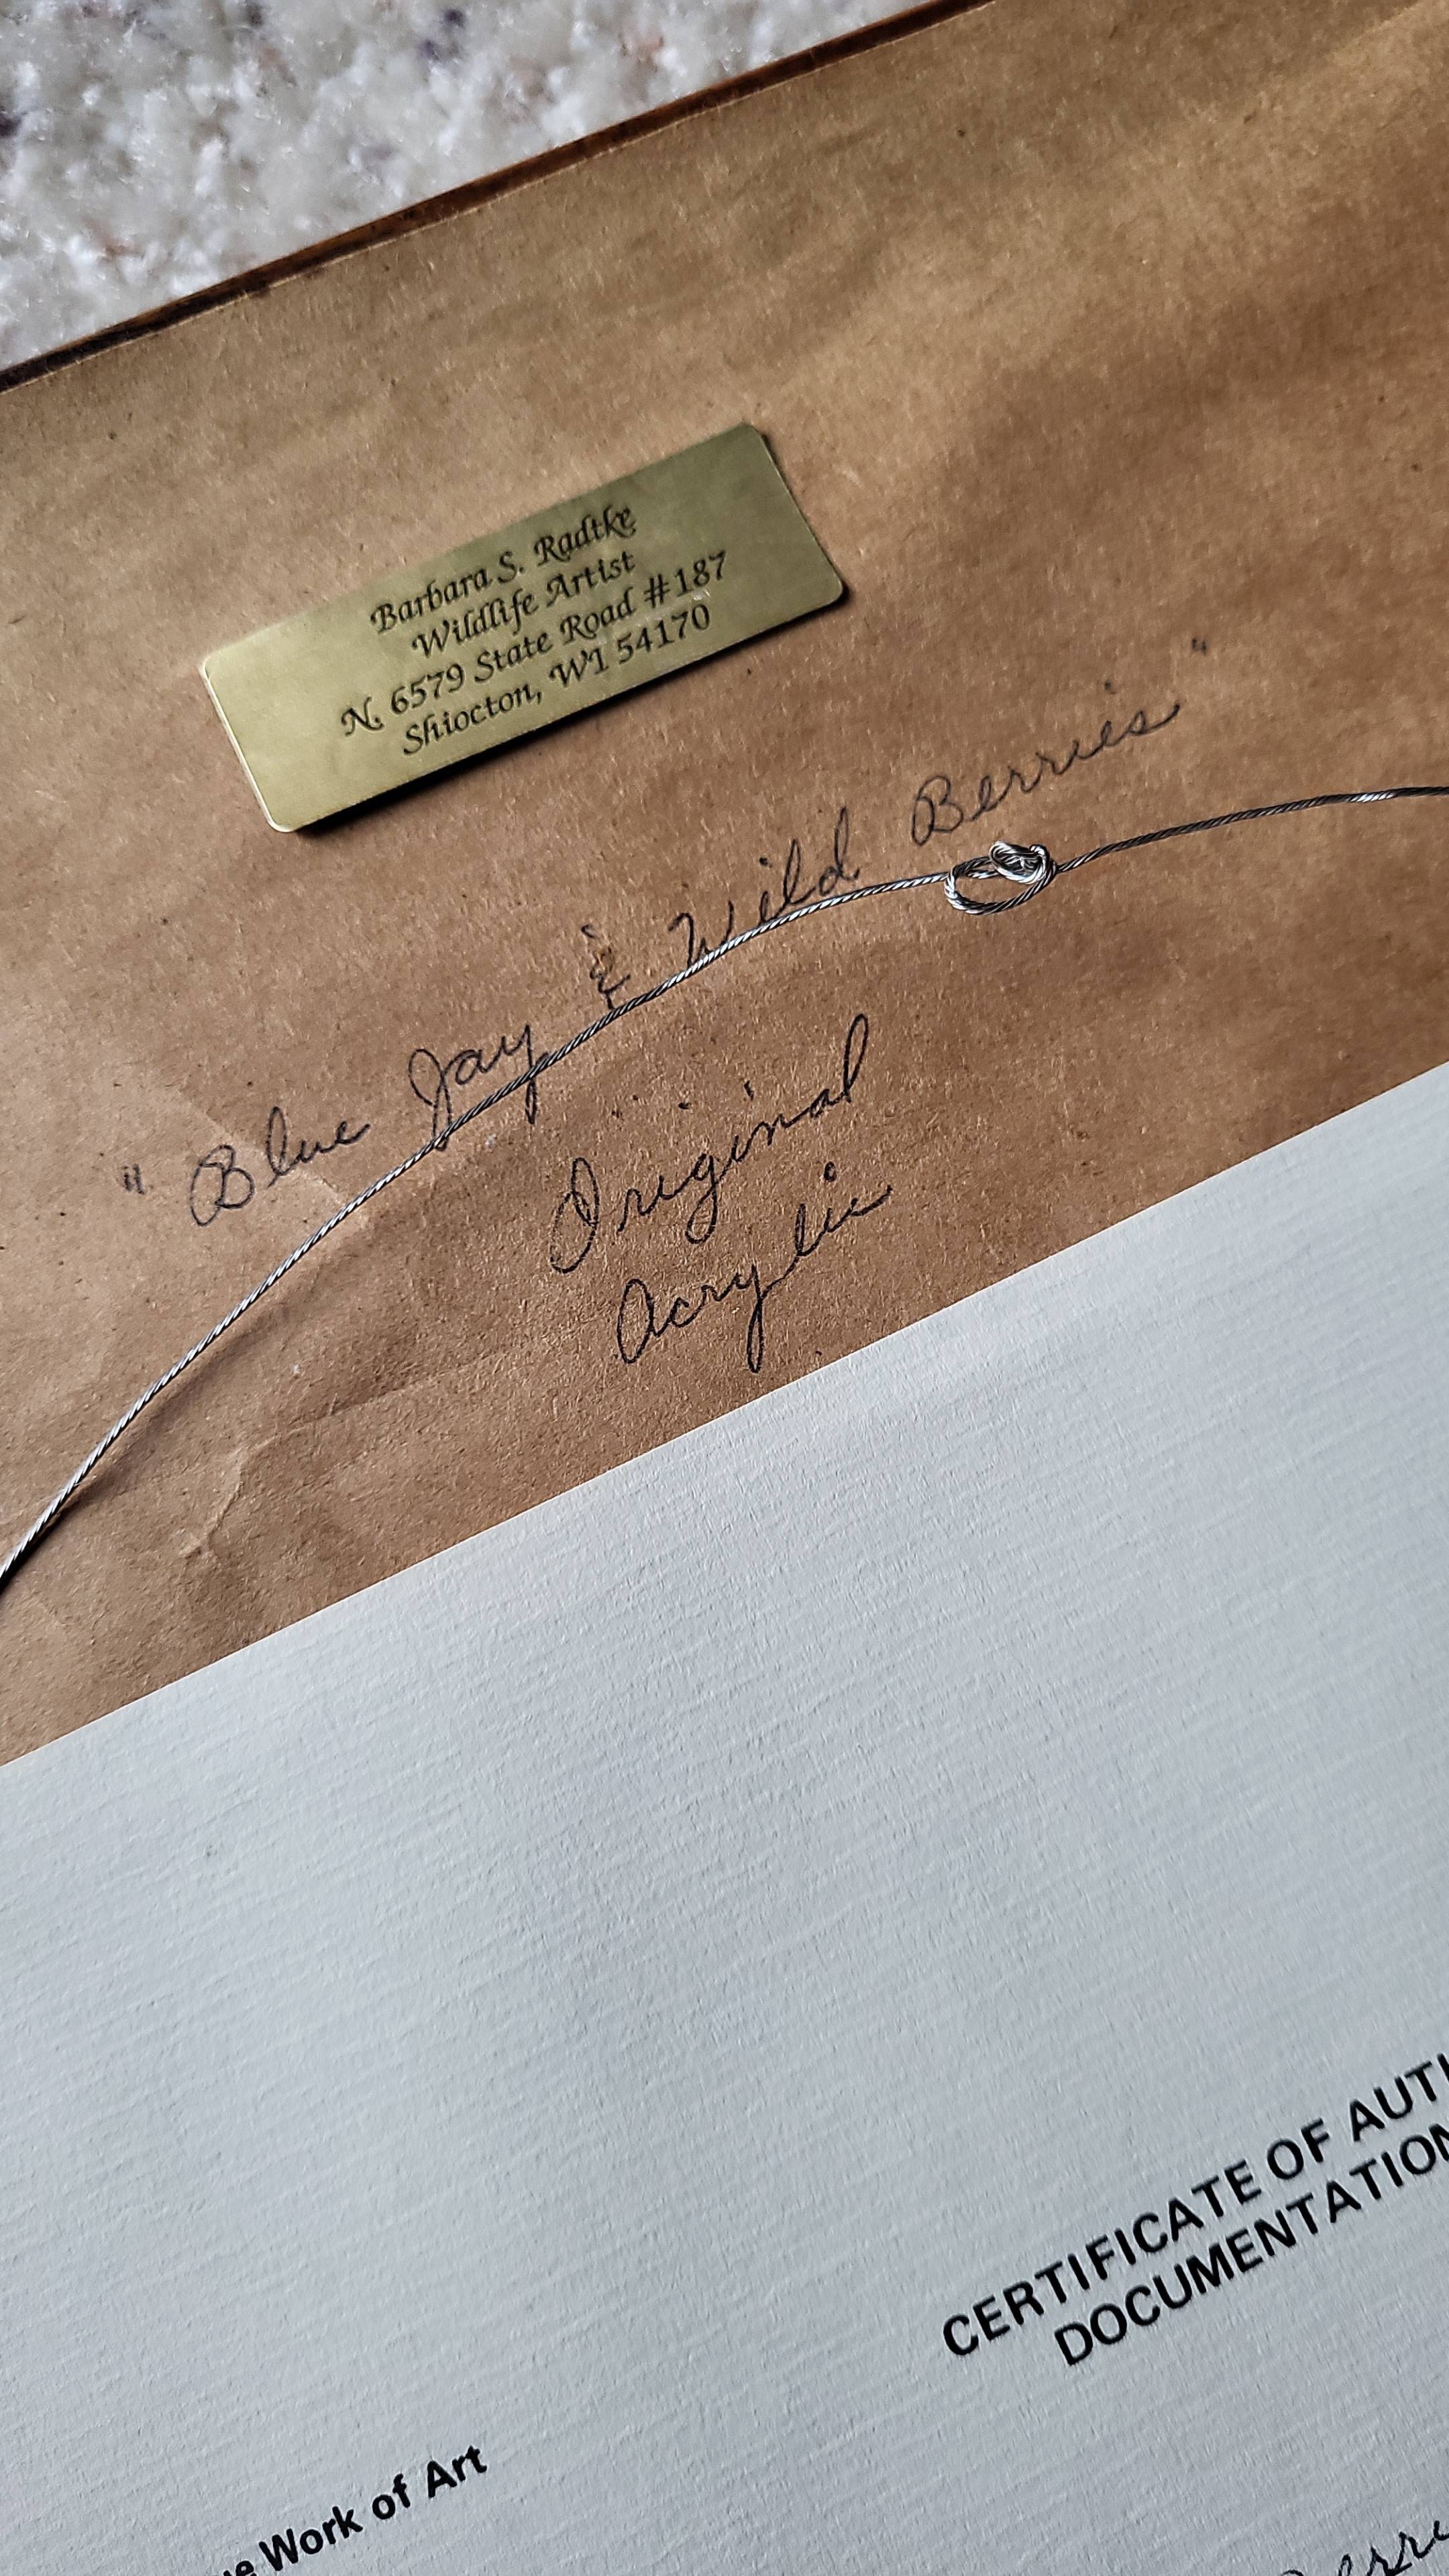 Barbara S. Radtke
Wildlife Artist
N. 6579 State Road #187
Shiocton, WI 54170
"Blue Jay & Wild Berries"
Original
Acrylic
CERTIFICATE OF
DOCUMENTATION
Work of Art